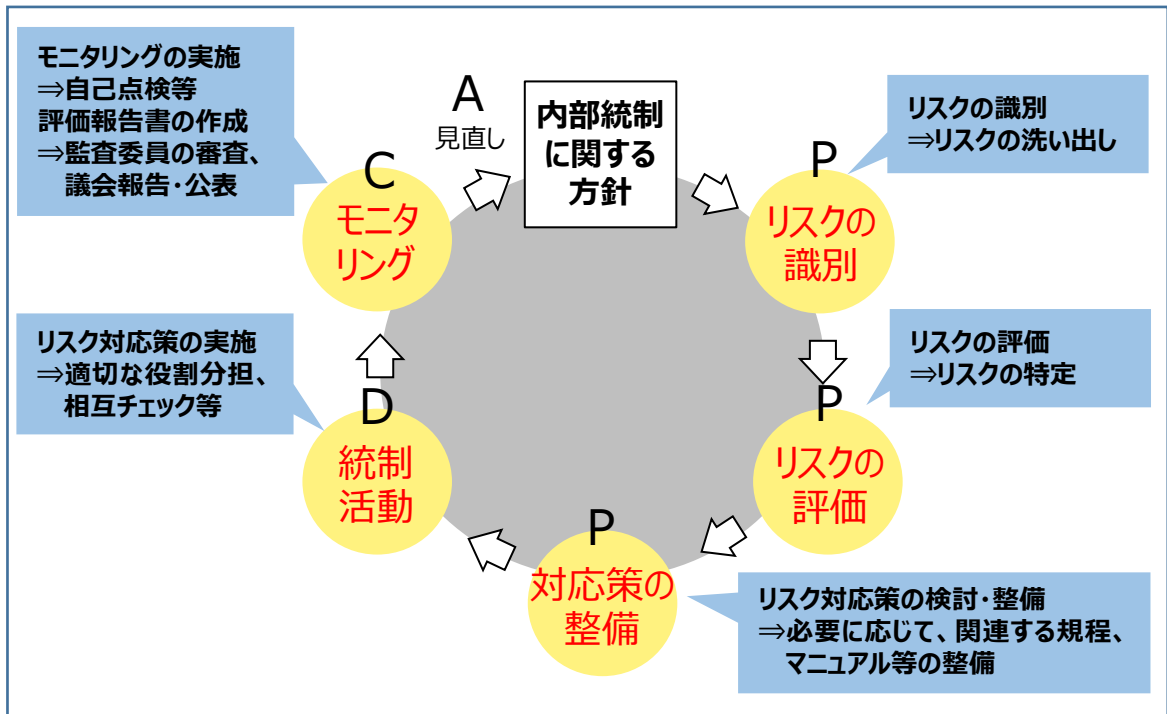 モニタリングの実施
⇒自己点検等
評価報告書の作成
⇒監査委員の審査、
議会報告・公表
A
見直し
内部統制
に関する
方針
リスクの識別
⇒リスクの洗い出し
P
リスクの
識別
リスクの評価
⇒リスクの特定
P
リスクの
評価
P
対応策の
整備
リスク対応策の検討・整備
⇒必要に応じて、関連する規程、
マニュアル等の整備
リスク対応策の実施
⇒適切な役割分担、
相互チェック等
D
統制
活動
C
モニタ
リング